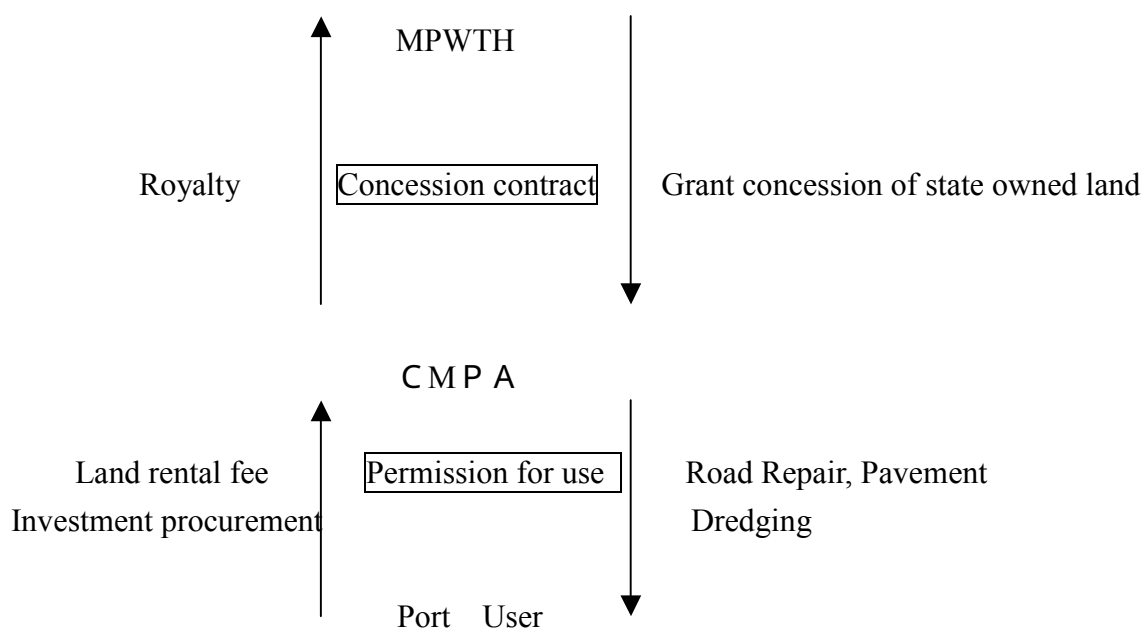 MPWTH
Royalty Concession contract Grant concession of state owned land
CMPA
Land rental fee Permission for use Road Repair, Pavement
Investment procurement Dredging
Port User